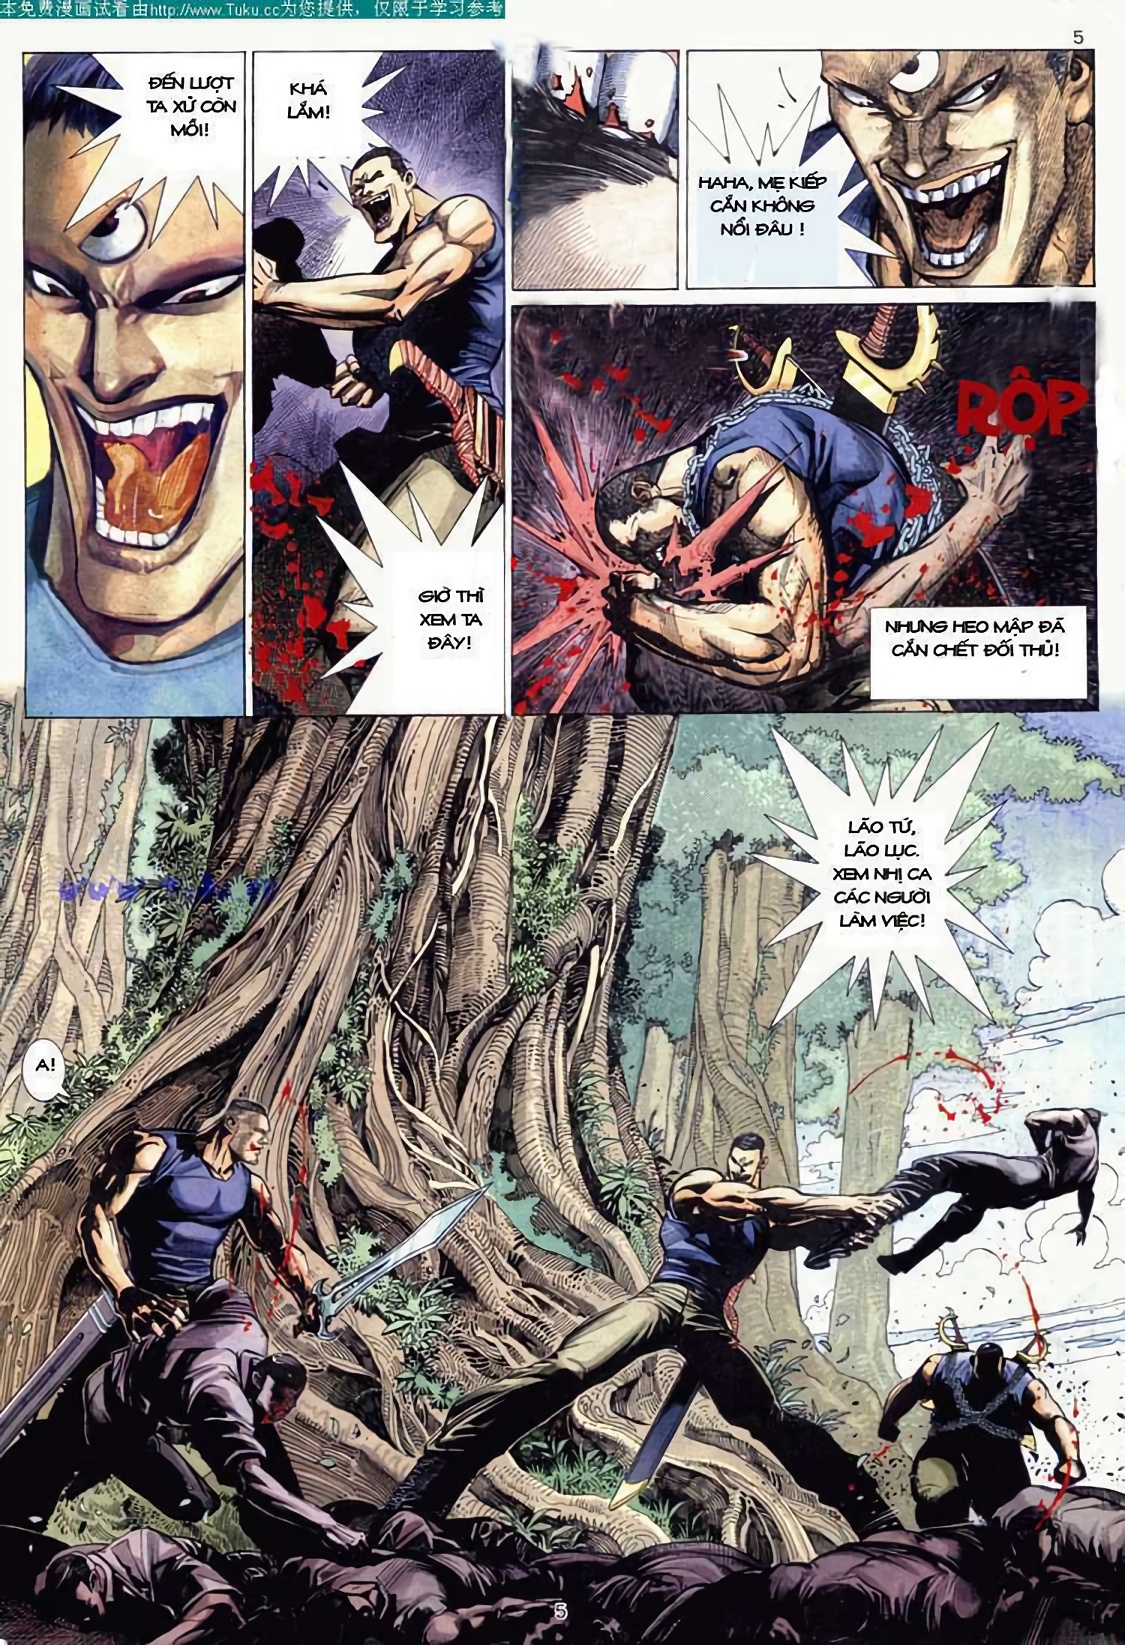 本免费漫画试看由http://www.Tuku.cc为您提供，仅限于学习参考
5
ĐẾN LƯỢT
TA XỬ CON
MỒI!
KHÁ
LẮM!
HAHA, MẸ KIẾP
CẮN KHÔNG
NỔI ĐÂU !
RỘP
GIỜ THÌ
XEM TA
ĐÂY!
NHƯNG HEO MẬP ĐÃ
CẮN CHẾT ĐỐI THỦ!
LÃO TỨ,
LÃO LỤC.
XEM NHỊ CA
CÁC NGƯỜI
LÀM VIỆC!
A!
5